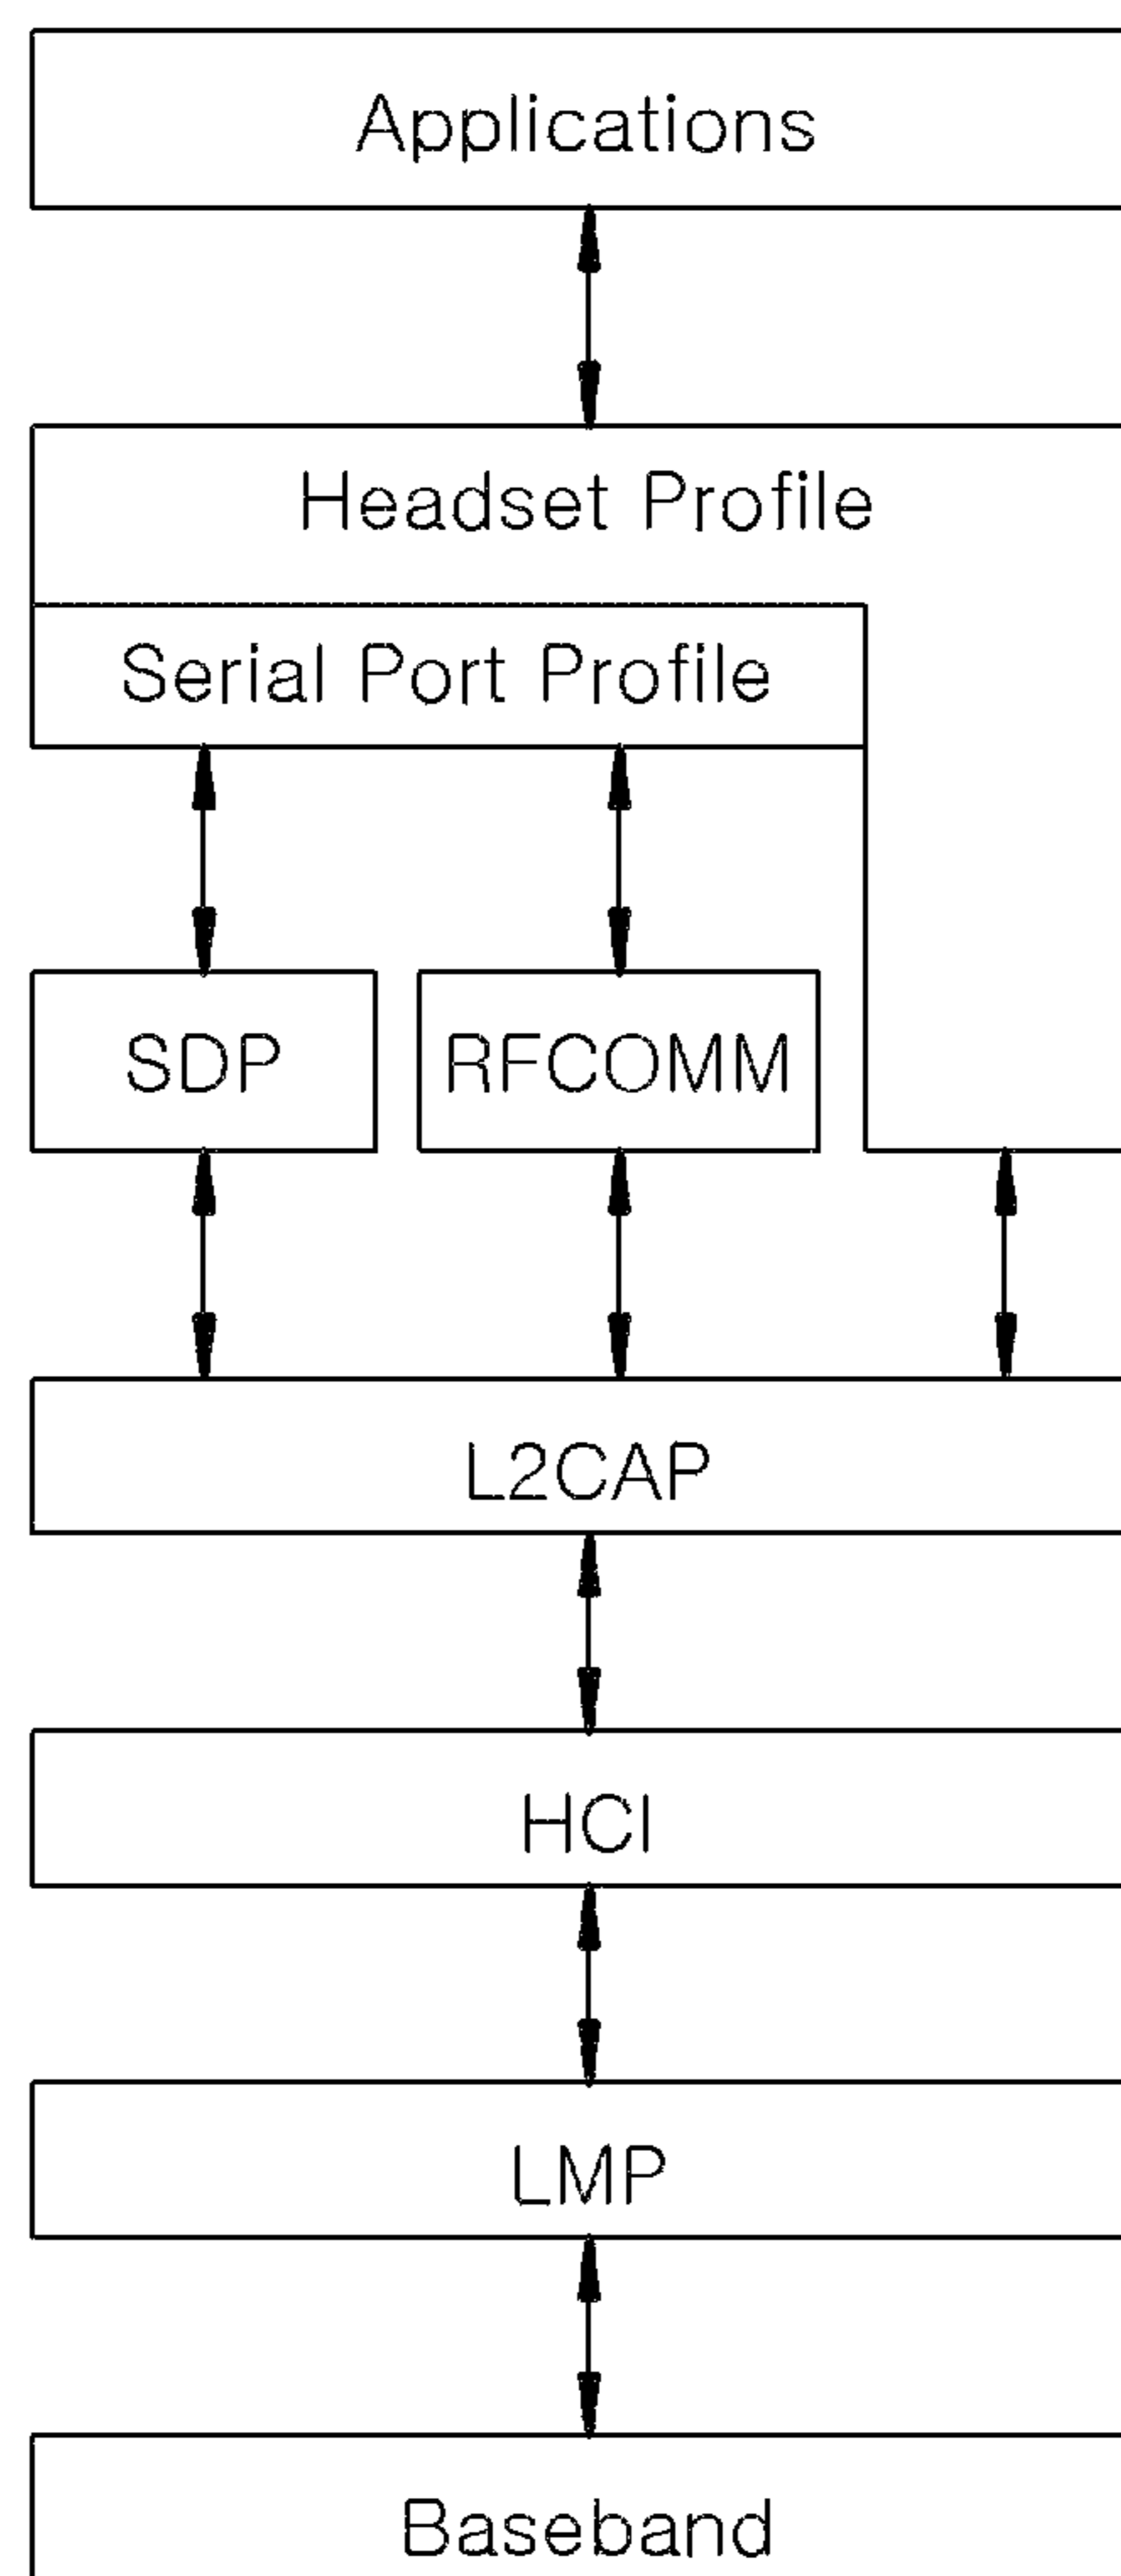 Applications
Headset Profile
Serial Port Profile
SDP
RFCOMM
L2CAP
HCI
LMP
Baseband